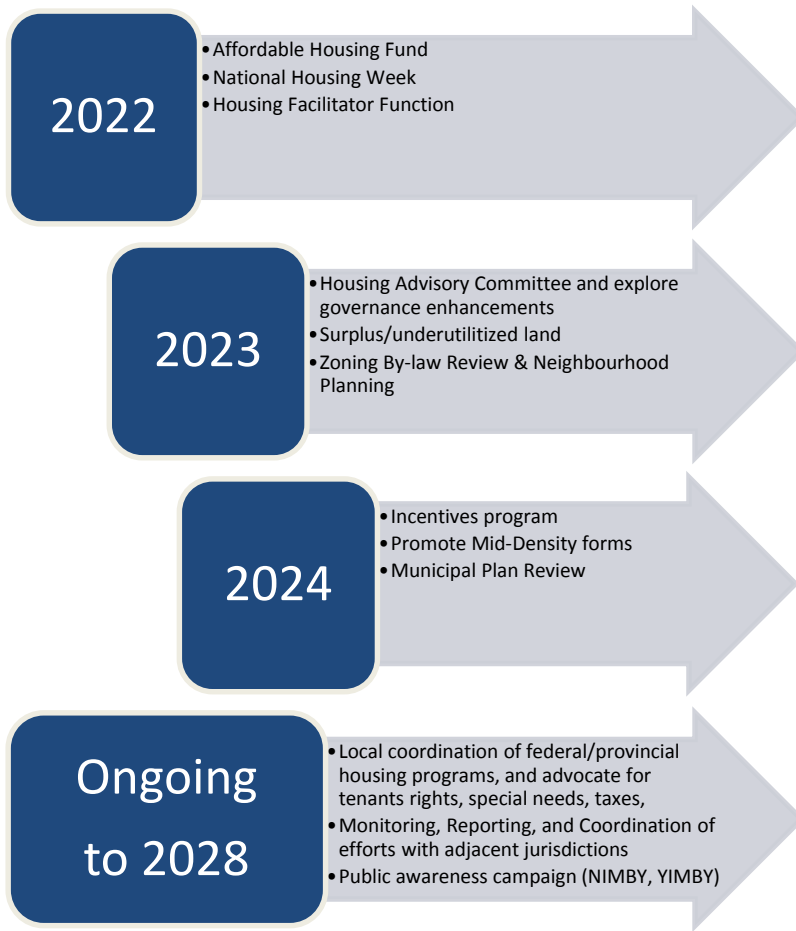 2022
•Affordable Housing Fund
•National Housing Week
•Housing Facilitator Function
2023
•Housing Advisory Committee and explore
governance enhancements
•Surplus/underutilitized land
•Zoning By-law Review & Neighbourhood
Planning
2024
•Incentives program
•Promote Mid-Density forms
•Municipal Plan Review
Ongoing
to 2028
•Local coordination of federal/provincial
housing programs, and advocate for
tenants rights, special needs, taxes,
•Monitoring, Reporting, and Coordination of
efforts with adjacent jurisdictions
•Public awareness campaign (NIMBY, YIMBY)